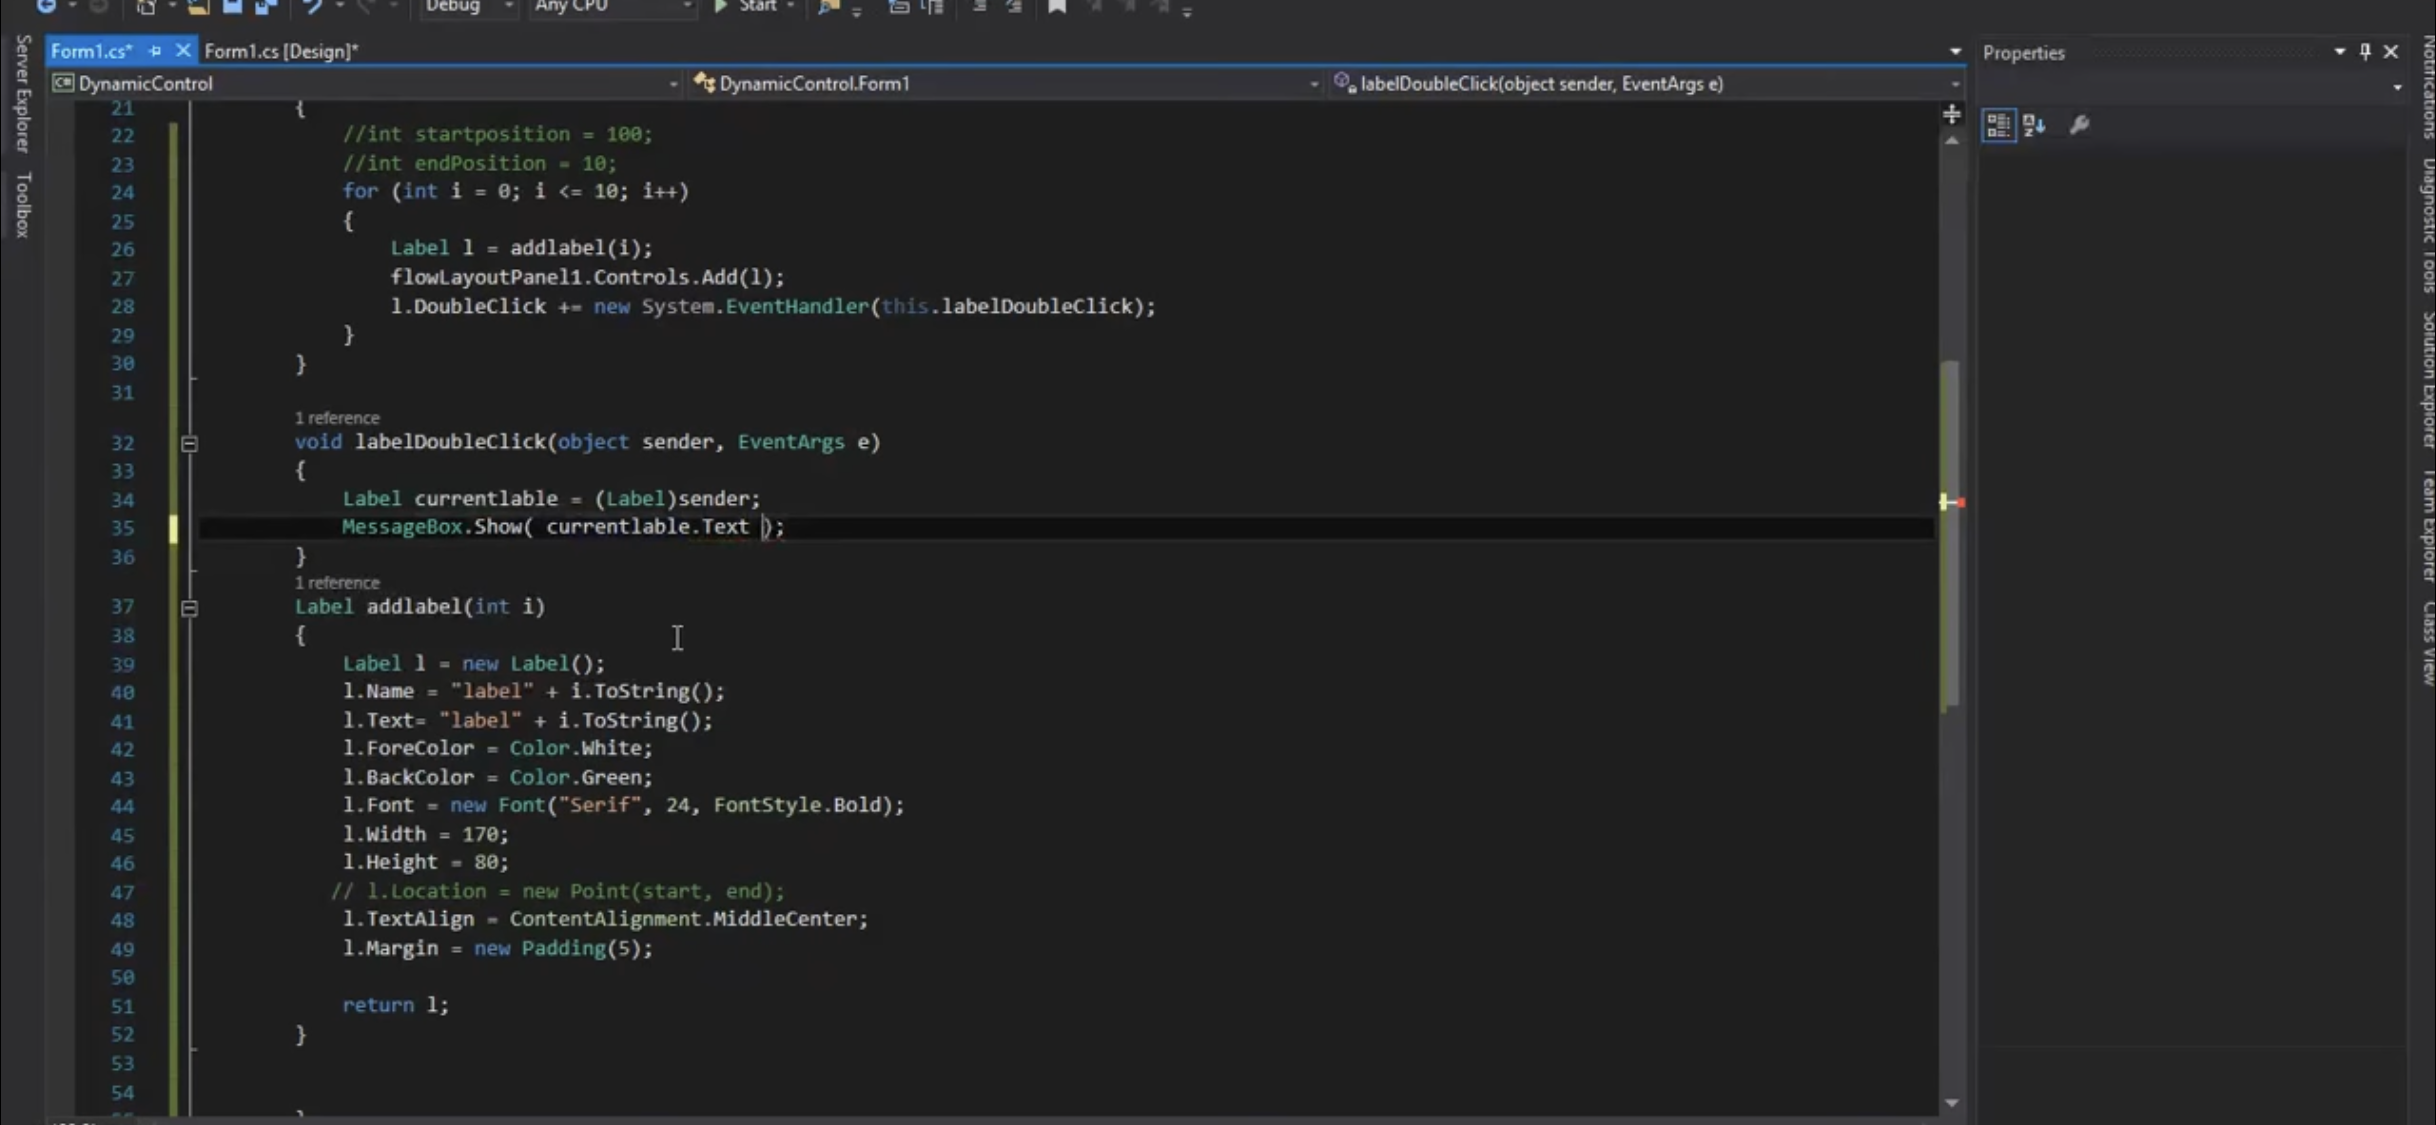 Debug Any CPU Start
Server Explorer
Toolbox
Form1.cs* Form1.cs [Design]*
DynamicControl DynamicControl.Form1 labelDoubleClick(object sender, EventArgs e)
21 {
22 //int startposition = 100;
23 //int endPosition = 10;
24 for (int i = 0; i <= 10; i++)
25 {
26 Label l = addlabel(i);
27 flowLayoutPanel1.Controls.Add(l);
28 l.DoubleClick += new System.EventHandler(this.labelDoubleClick);
29 }
30 }
31
1 reference
32 void labelDoubleClick(object sender, EventArgs e)
33 {
34 Label currentlable = (Label)sender;
35 MessageBox.Show( currentlable.Text );
36 }
1 reference
37 Label addlabel(int i)
38 {
39 Label l = new Label();
40 l.Name = "label" + i.ToString();
41 l.Text= "label" + i.ToString();
42 l.ForeColor = Color.White;
43 l.BackColor = Color.Green;
44 l.Font = new Font("Serif", 24, FontStyle.Bold);
45 l.Width = 170;
46 l.Height = 80;
47 // l.Location = new Point(start, end);
48 l.TextAlign = ContentAlignment.MiddleCenter;
49 l.Margin = new Padding(5);
50
51 return l;
52 }
53
54
Properties
Notifications
Diagnostic Tools
Solution Explorer
Team Explorer
Class View